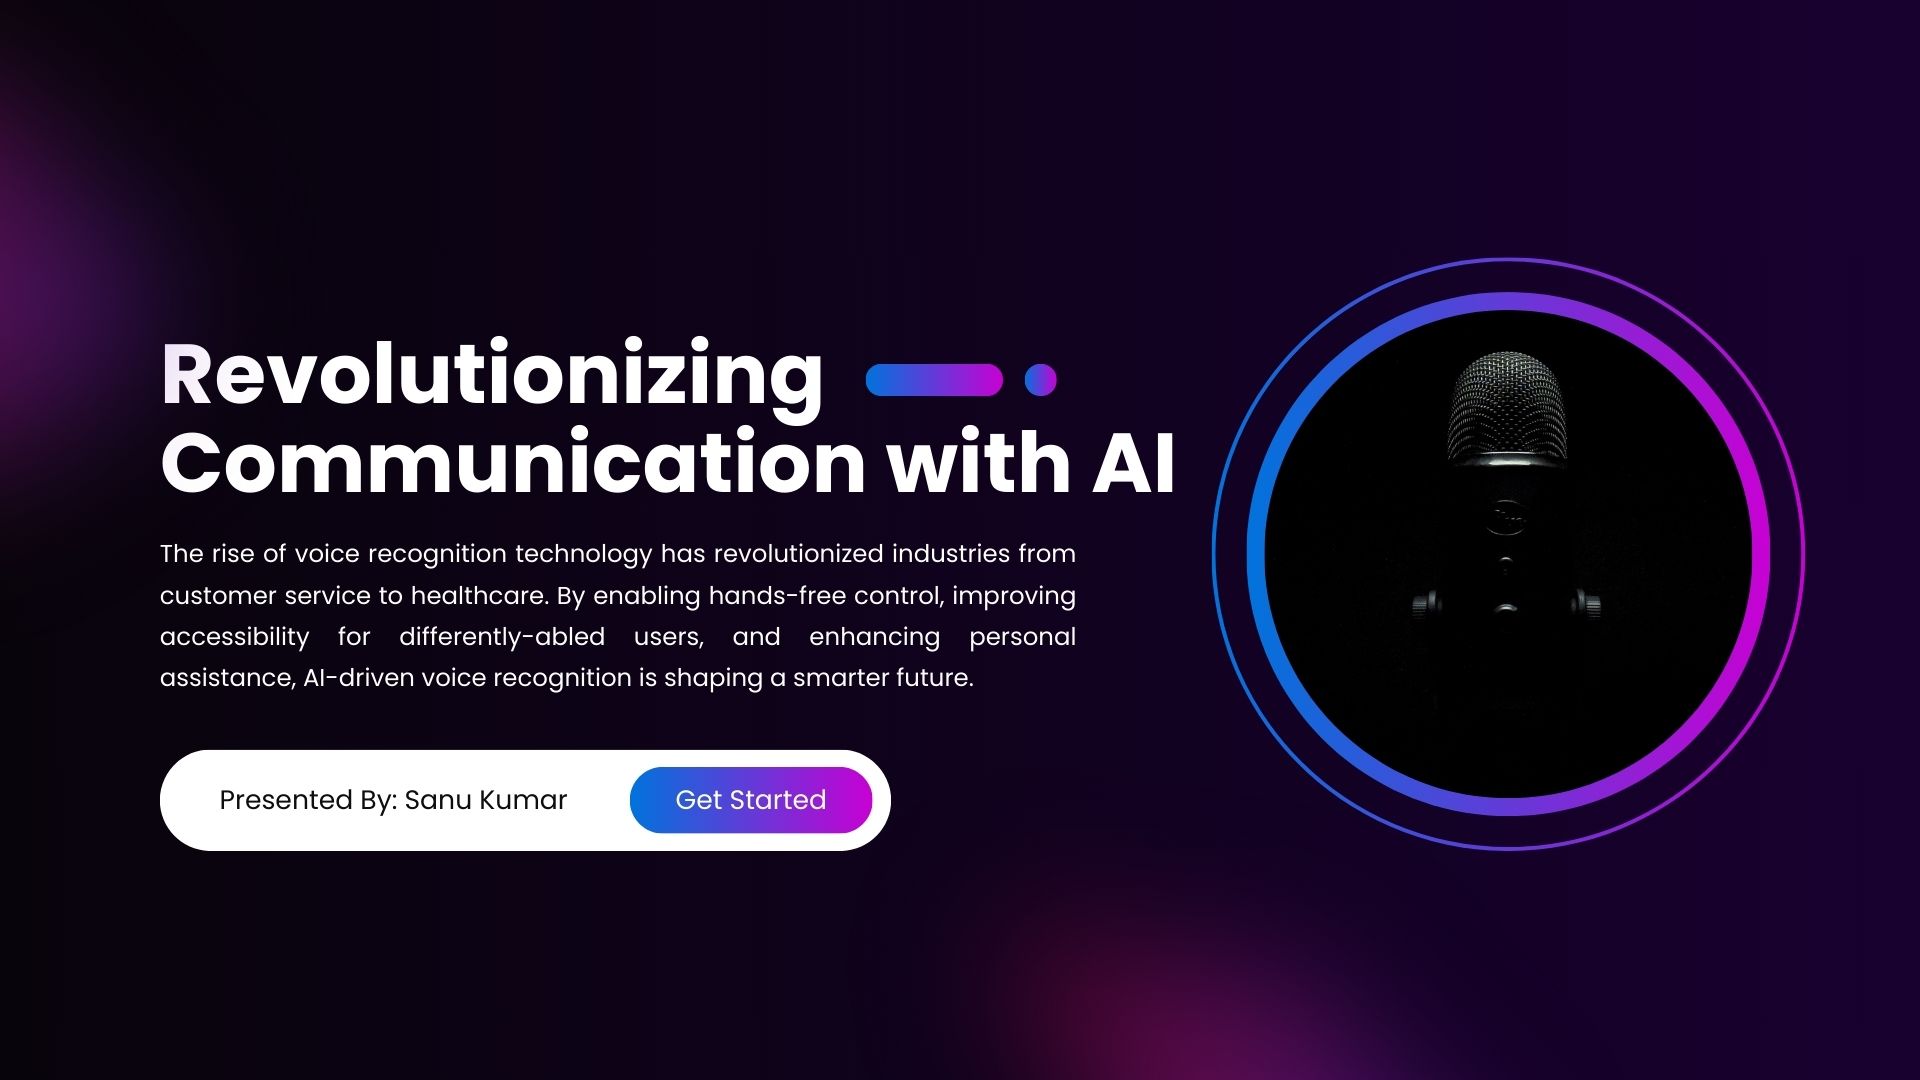 Revolutionizing
Communication with AI
The rise of voice recognition technology has revolutionized industries from
customer service to healthcare. By enabling hands-free control, improving
accessibility for differently-abled users, and enhancing personal
assistance, AI-driven voice recognition is shaping a smarter future.
Presented By: Sanu Kumar
Get Started